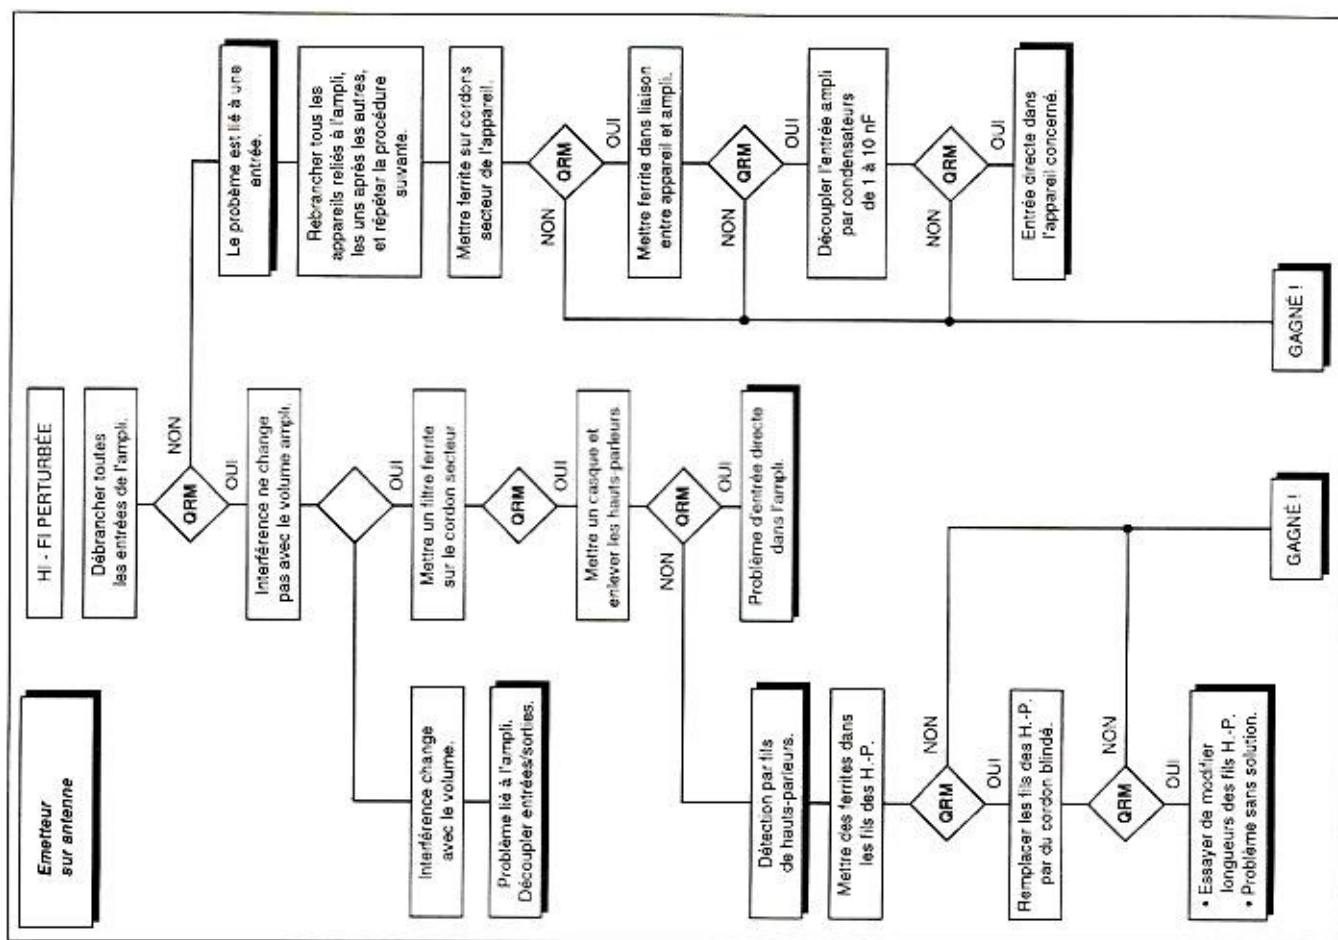 Emetteur
sur antenne
HI - FI PERTURBÉE
Débrancher toutes
les entrées de l'ampli.
QRM
NON
OUI
Le probème est lié à une
entrée.
Rebrancher tous les
appareils reliés à l'ampli,
les uns après les autres,
et répéter la procédure
suivante.
Mettre ferrite sur cordons
secteur de l'appareil.
QRM
NON
OUI
Mettre ferrite dans liaison
entre appareil et ampli.
QRM
NON
OUI
Découpler l'entrée ampli
par condensateurs
de 1 à 10 nF
QRM
NON
OUI
Entrée directe dans
l'appareil concerné.
GAGNÉ !
Interférence ne change
pas avec le volume ampli.
OUI
Mettre un filtre ferrite
sur le cordon secteur.
QRM
OUI
Mettre un casque et
enlever les hauts-parleurs.
QRM
NON
OUI
Problème d'entrée directe
dans l'ampli.
Interférence change
avec le volume.
Problème lié à l'ampli.
Découpler entrées/sorties.
Détection par fils
de hauts-parleurs.
Mettre des ferrites dans
les fils des H.-P.
QRM
NON
OUI
Remplacer les fils des H.-P.
par du cordon blindé.
QRM
NON
OUI
• Essayer de modifier
longueurs des fils H.-P.
• Problème sans solution.
GAGNÉ !